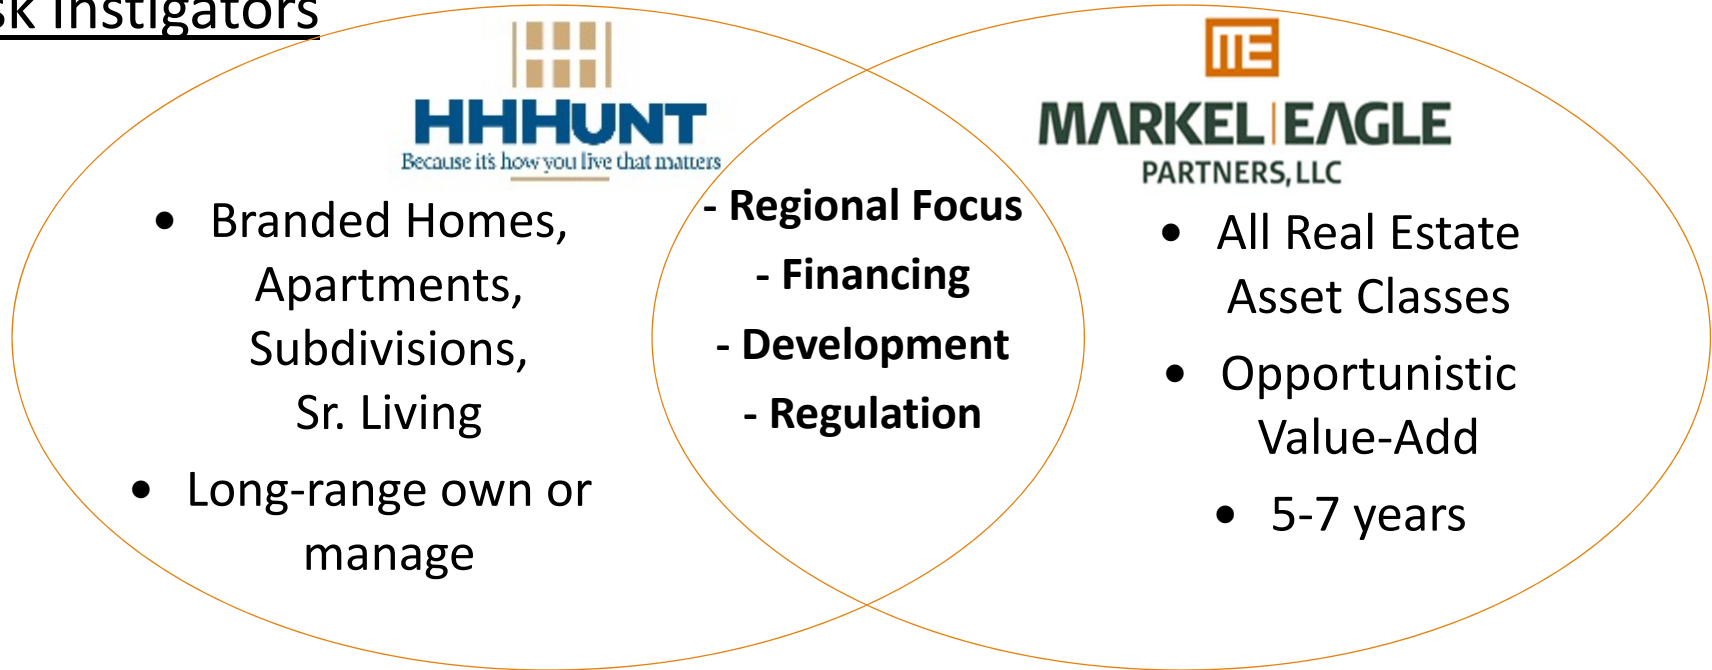 Instigators
HHHUNT
Because it's how you live that matters
• Branded Homes,
Apartments,
Subdivisions,
Sr. Living
• Long-range own or
manage
- Regional Focus
- Financing
- Development
- Regulation
ME
MARKEL | EAGLE
PARTNERS, LLC
• All Real Estate
Asset Classes
• Opportunistic
Value-Add
• 5-7 years